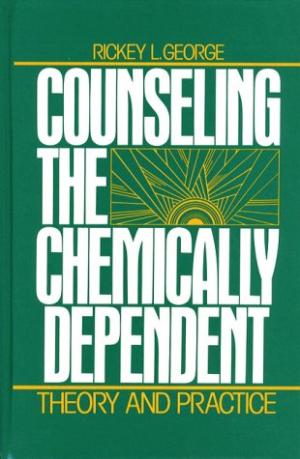 RICKEY L. GEORGE
COUNSELING
THE
CHEMICALLY
DEPENDENT
THEORY AND PRACTICE